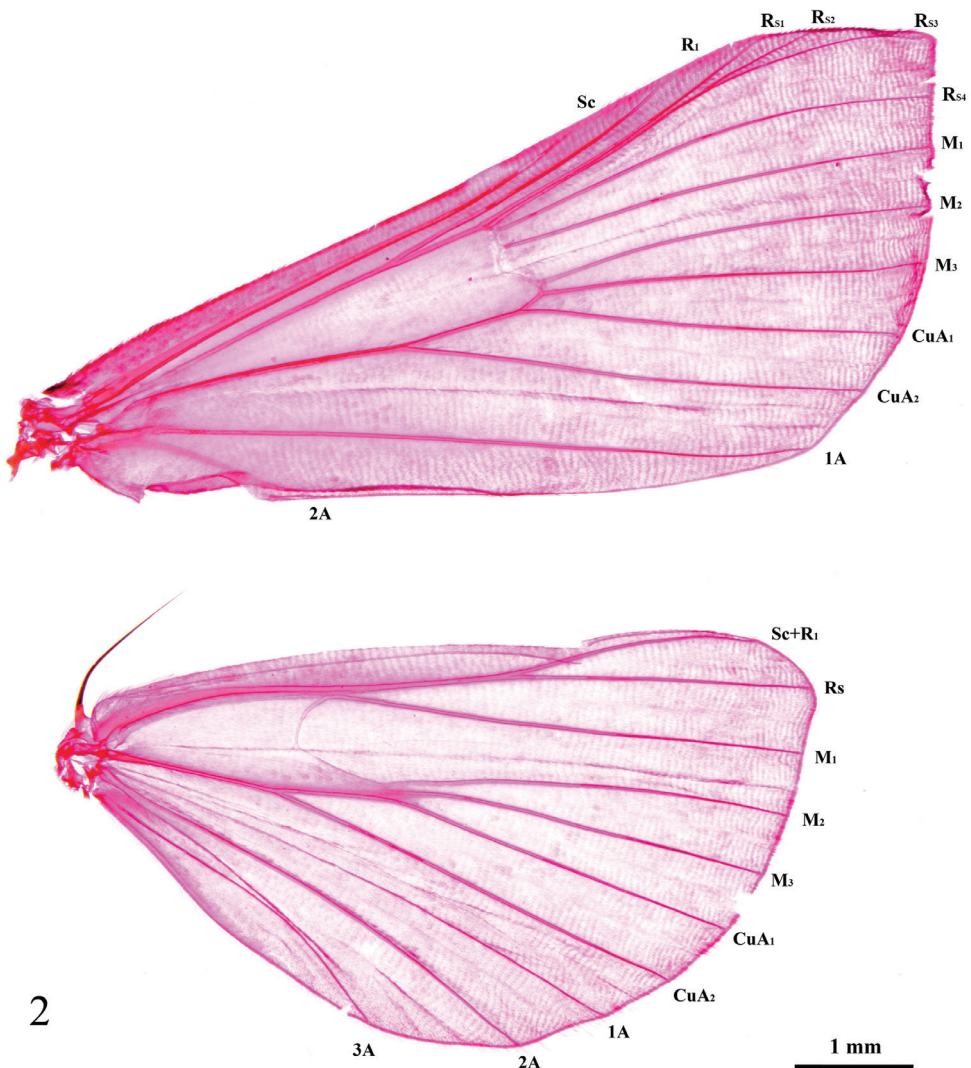 RS1
RS2
RS3
R1
Sc
RS4
M1
M2
M3
CuA1
CuA2
1A
2A
Sc+R1
Rs
M1
M2
M3
CuA1
CuA2
1A
2A
3A
2
1 mm